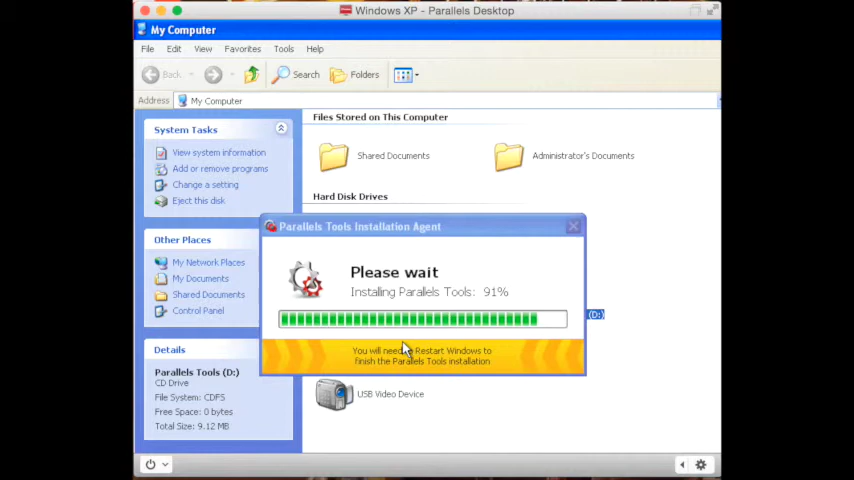 Windows XP - Parallels Desktop
My Computer
File Edit View Favorites Tools Help
Back Search Folders
Address My Computer
System Tasks
View system information
Add or remove programs
Change a setting
Eject this disk
Other Places
My Network Places
My Documents
Shared Documents
Control Panel
Details
Parallels Tools (D:)
CD Drive
File System: CDFS
Free Space: 0 bytes
Total Size: 9.12 MB
Files Stored on This Computer
Shared Documents Administrator's Documents
Hard Disk Drives
Parallels Tools Installation Agent
Please wait
Installing Parallels Tools: 91%
(D:)
You will need Restart Windows to
finish the Parallels Tools installation
USB Video Device